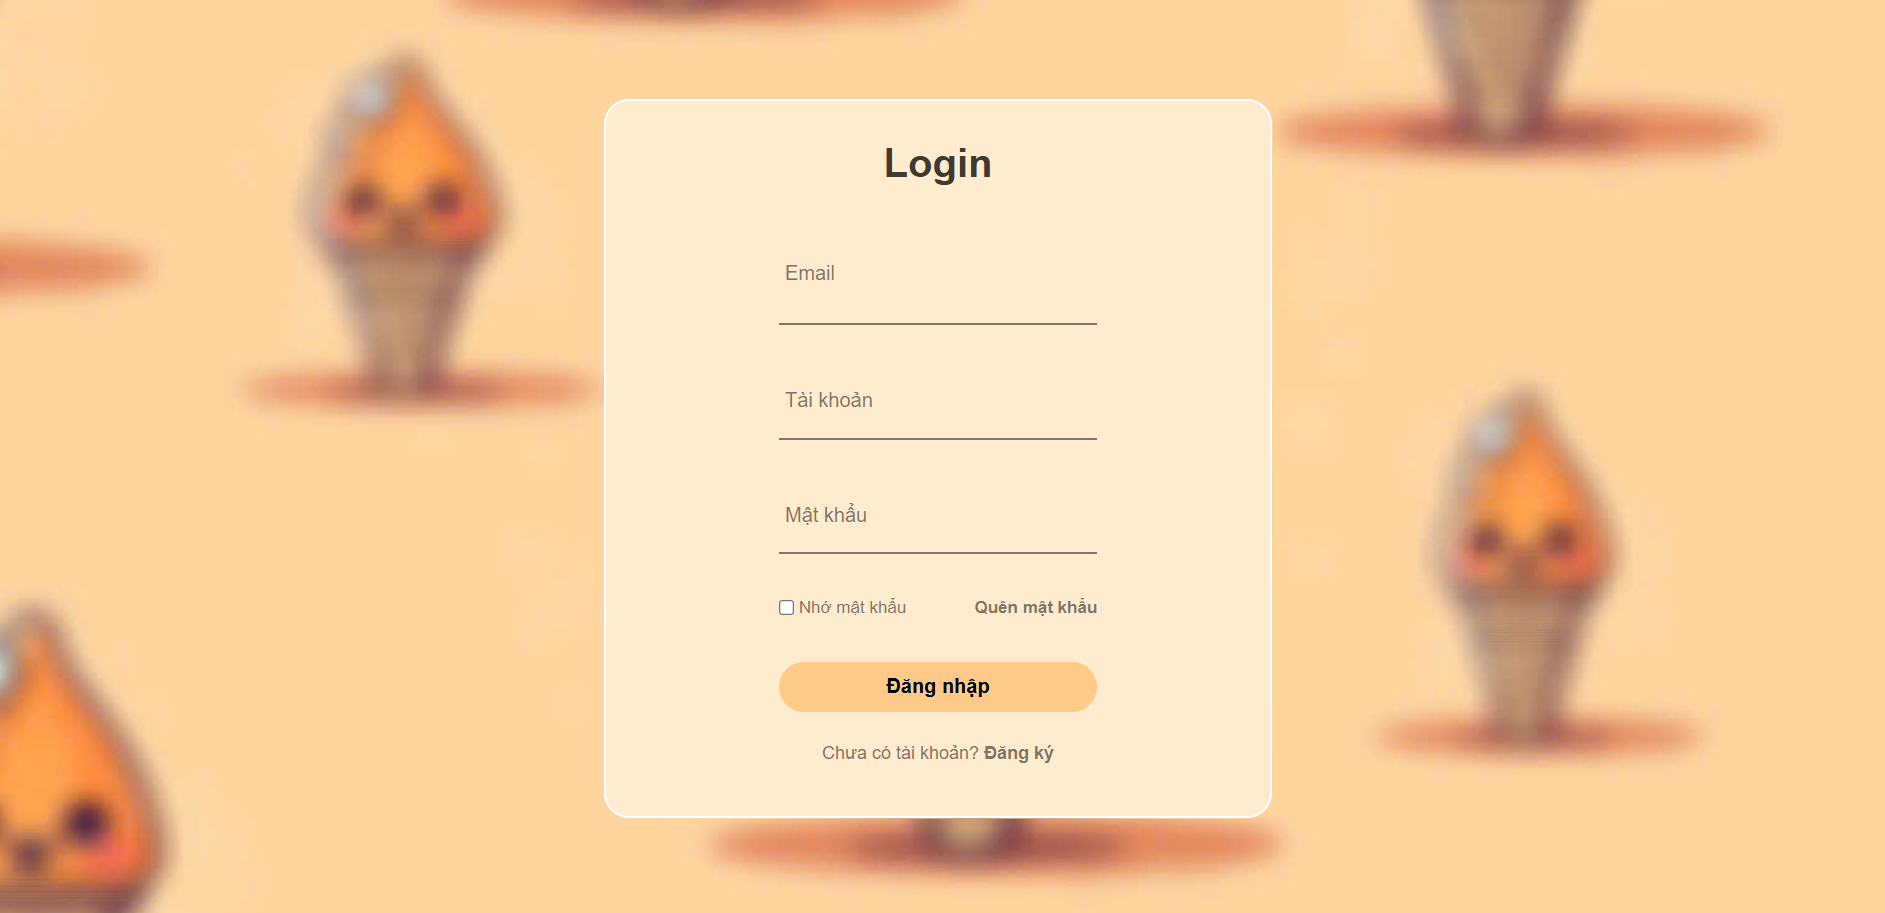 Login
Email
Tài khoản
Mật khẩu
Nhớ mật khẩu Quên mật khẩu
Đăng nhập
Chưa có tài khoản? Đăng ký